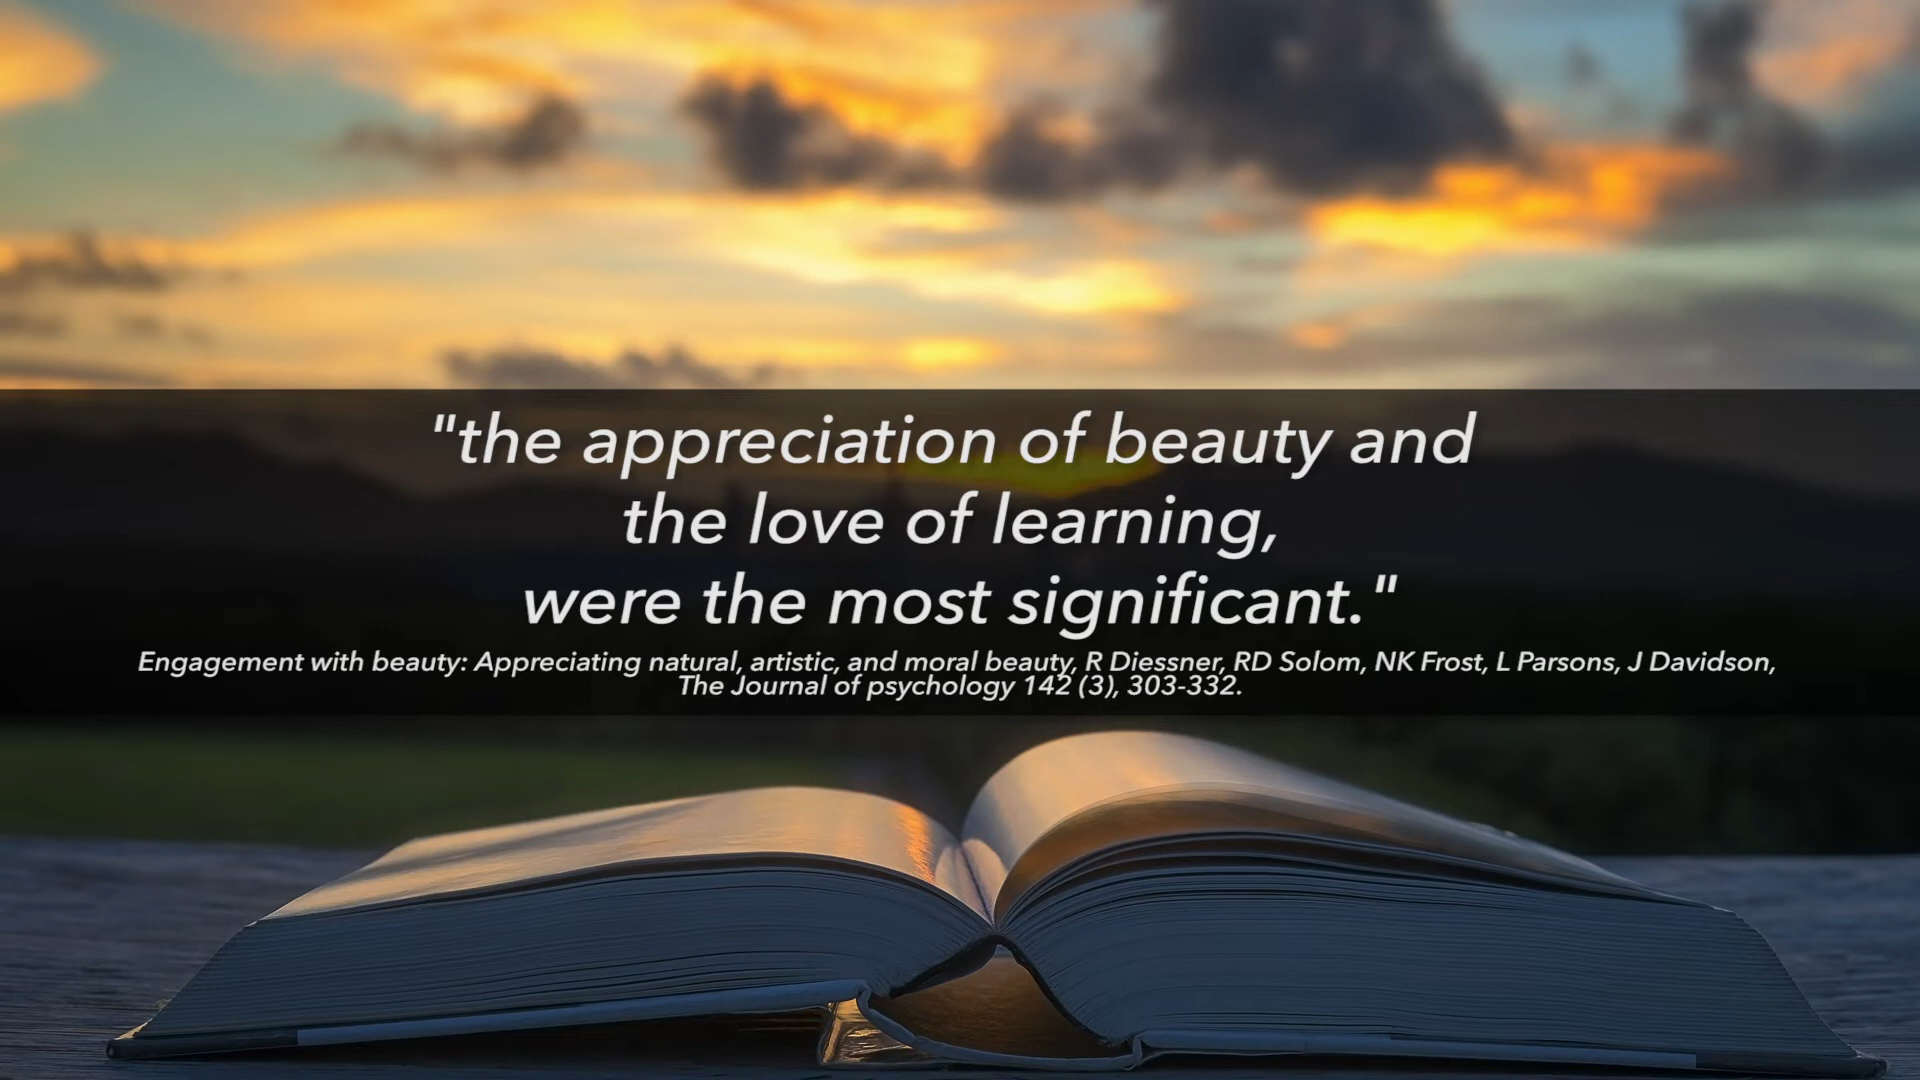 "the appreciation of beauty and
the love of learning,
were the most significant."
Engagement with beauty: Appreciating natural, artistic, and moral beauty, R Diessner, RD Solom, NK Frost, L Parsons, J Davidson,
The Journal of psychology 142 (3), 303-332.